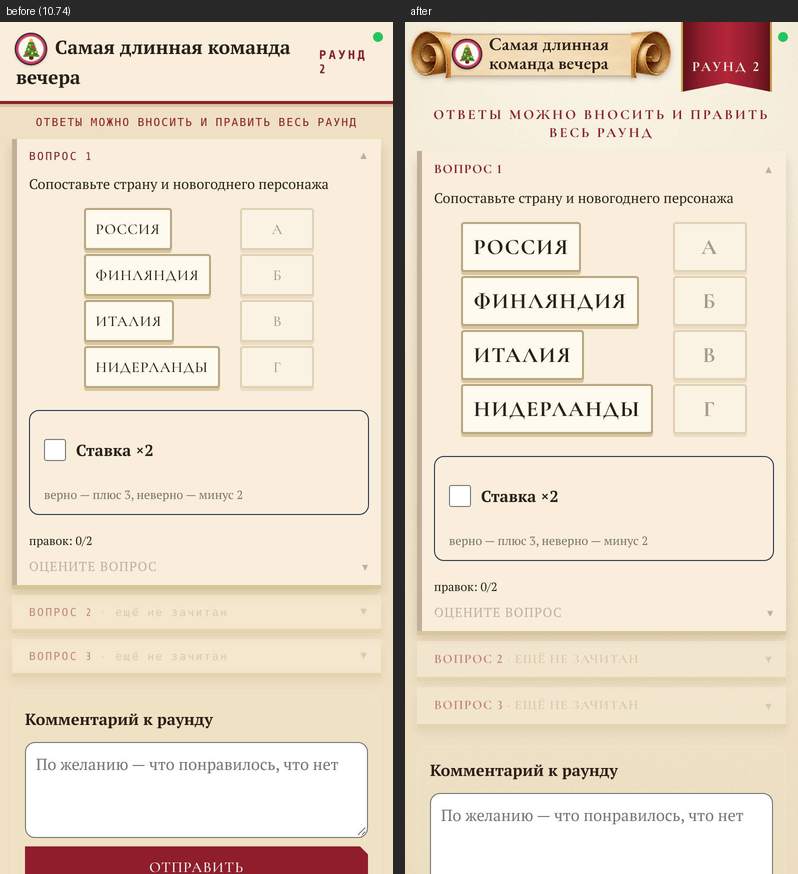 before (10.74)
Самая длинная команда
вечера
РАУНД
2
ОТВЕТЫ МОЖНО ВНОСИТЬ И ПРАВИТЬ ВЕСЬ РАУНД
ВОПРОС 1
Сопоставьте страну и новогоднего персонажа
РОССИЯ А
ФИНЛЯНДИЯ Б
ИТАЛИЯ В
НИДЕРЛАНДЫ Г
Ставка ×2
верно — плюс 3, неверно — минус 2
правок: 0/2
ОЦЕНИТЕ ВОПРОС
ВОПРОС 2 · ещё не зачитан
ВОПРОС 3 · ещё не зачитан
Комментарий к раунду
По желанию — что понравилось, что нет
ОТПРАВИТЬ
after
Самая длинная
команда вечера
РАУНД 2
ОТВЕТЫ МОЖНО ВНОСИТЬ И ПРАВИТЬ
ВЕСЬ РАУНД
ВОПРОС 1
Сопоставьте страну и новогоднего персонажа
РОССИЯ А
ФИНЛЯНДИЯ Б
ИТАЛИЯ В
НИДЕРЛАНДЫ Г
Ставка ×2
верно — плюс 3, неверно — минус 2
правок: 0/2
ОЦЕНИТЕ ВОПРОС
ВОПРОС 2 · ЕЩЁ НЕ ЗАЧИТАН
ВОПРОС 3 · ЕЩЁ НЕ ЗАЧИТАН
Комментарий к раунду
По желанию — что понравилось, что нет